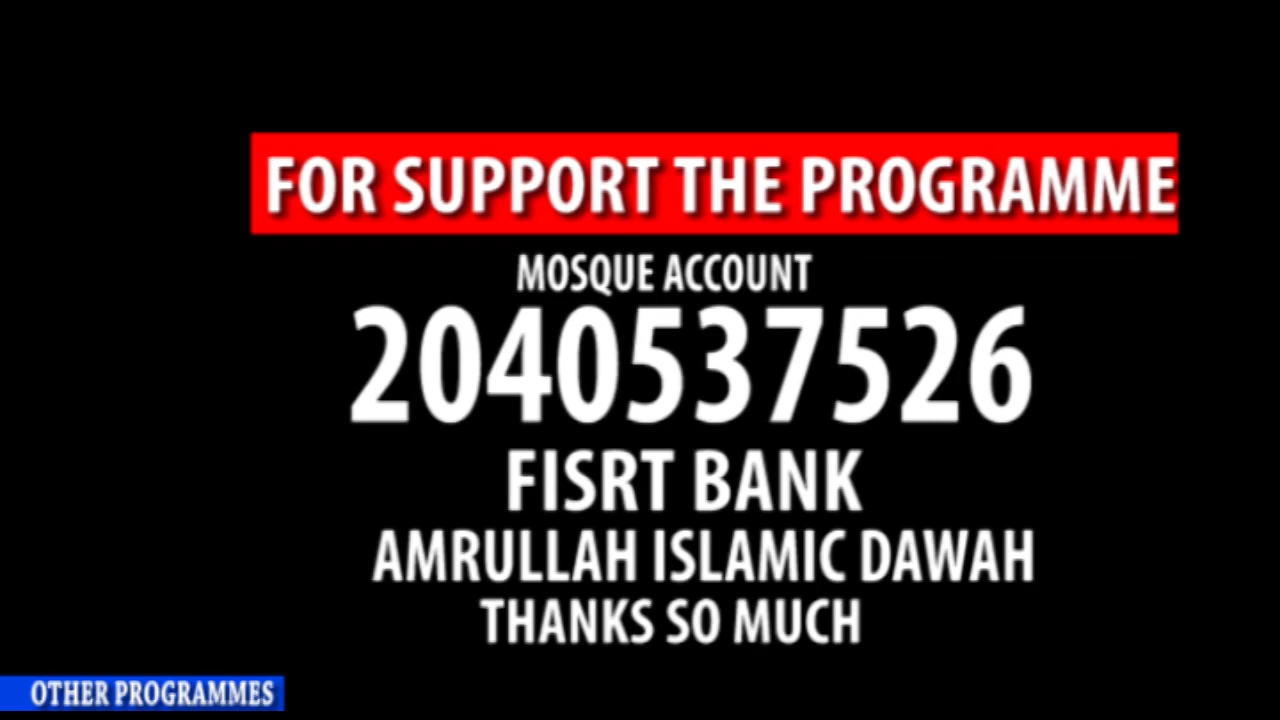 FOR SUPPORT THE PROGRAMME
MOSQUE ACCOUNT
2040537526
FISRT BANK
AMRULLAH ISLAMIC DAWAH
THANKS SO MUCH
OTHER PROGRAMMES